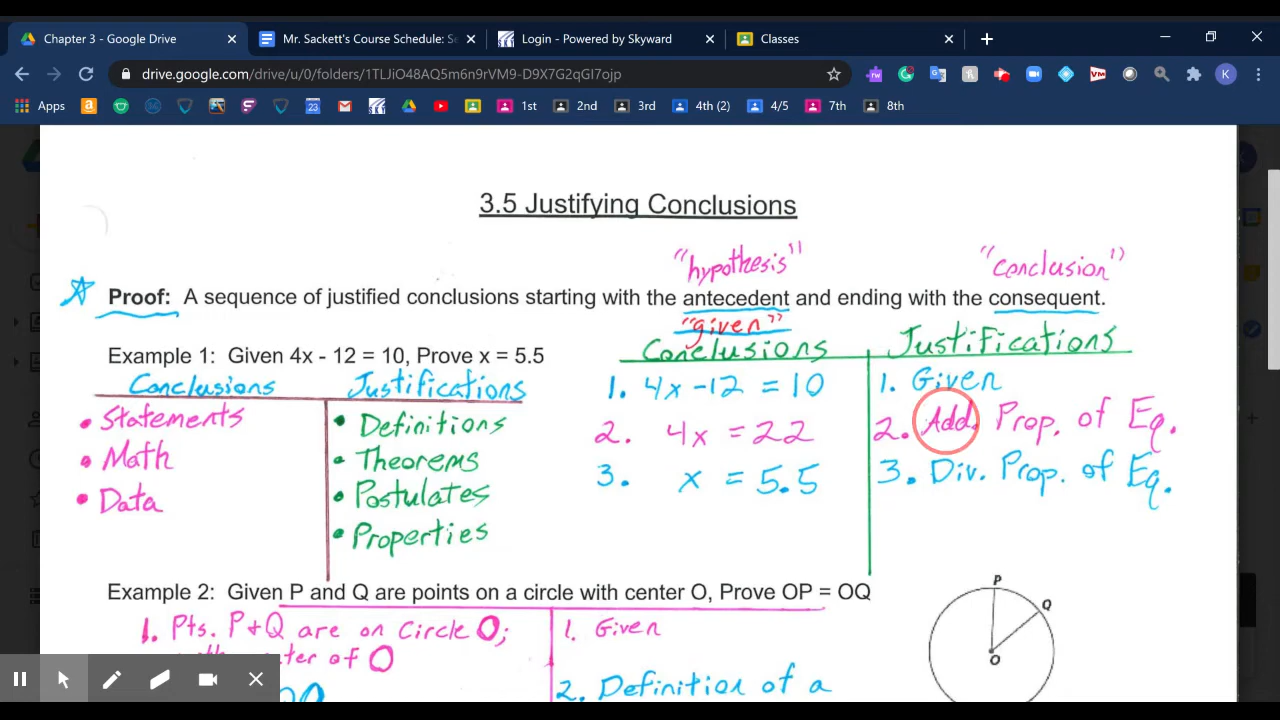 Chapter 3 - Google Drive
Mr. Sackett's Course Schedule: Se
Login - Powered by Skyward
Classes
drive.google.com/drive/u/0/folders/1TLJiO48AQ5m6n9rVM9-D9X7G2qGI7ojp
K
Apps
23
1st
2nd
3rd
4th (2)
4/5
7th
8th
3.5 Justifying Conclusions
"hypothesis"
"conclusion"
Proof: A sequence of justified conclusions starting with the antecedent and ending with the consequent.
"given"
Example 1: Given 4x - 12 = 10, Prove x = 5.5
Conclusions
Justifications
• Statements
• Math
• Data
• Definitions
• Theorems
• Postulates
• Properties
Conclusions
Justifications
1. 4x -12 = 10
1. Given
2. 4x = 22
2. Add. Prop. of Eq.
3. x = 5.5
3. Div. Prop. of Eq.
Example 2: Given P and Q are points on a circle with center O, Prove OP = OQ
1. Pts. P+Q are on Circle O;
center of O
1. Given
2. Definition of a
P
Q
O